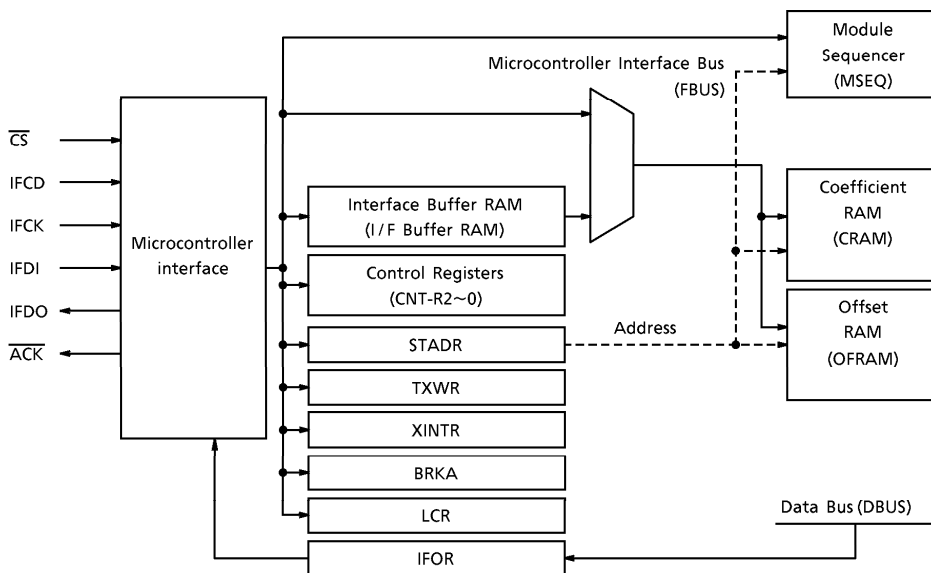 Module
Sequencer
(MSEQ)
Microcontroller Interface Bus
(FBUS)
CS
IFCD
IFCK
IFDI
IFDO
ACK
Microcontroller
interface
Interface Buffer RAM
(I/F Buffer RAM)
Control Registers
(CNT-R2~0)
STADR
TXWR
XINTR
BRKA
LCR
IFOR
Address
Coefficient
RAM
(CRAM)
Offset
RAM
(OFRAM)
Data Bus (DBUS)